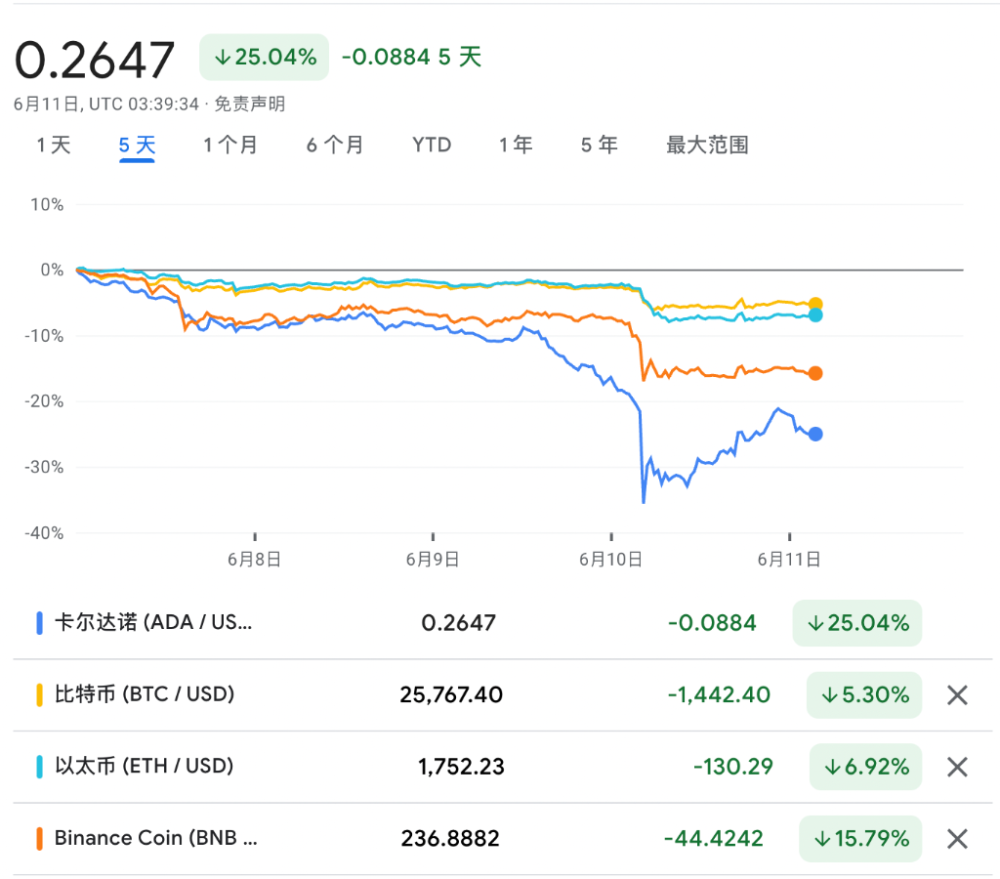 0.2647 ↓25.04% -0.0884 5 天
6月11日, UTC 03:39:34 · 免责声明
1 天 5 天 1 个月 6 个月 YTD 1 年 5 年 最大范围
10%
0%
-10%
-20%
-30%
-40%
6月8日 6月9日 6月10日 6月11日
卡尔达诺 (ADA / US... 0.2647 -0.0884 ↓25.04%
比特币 (BTC / USD) 25,767.40 -1,442.40 ↓5.30%
以太币 (ETH / USD) 1,752.23 -130.29 ↓6.92%
Binance Coin (BNB ... 236.8882 -44.4242 ↓15.79%